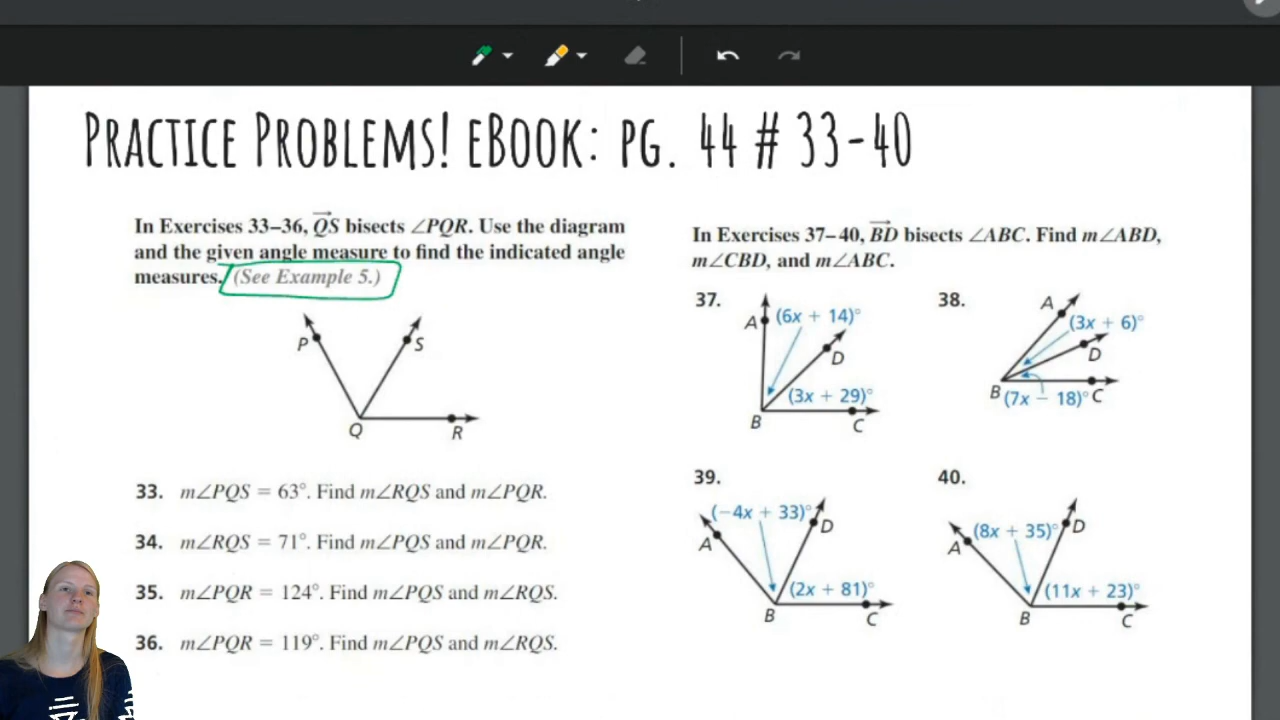 PRACTICE PROBLEMS! EBOOK: PG. 44 # 33-40
In Exercises 33–36, QS bisects ∠PQR. Use the diagram
and the given angle measure to find the indicated angle
measures. (See Example 5.)
P
S
Q
R
33. m∠PQS = 63°. Find m∠RQS and m∠PQR.
34. m∠RQS = 71°. Find m∠PQS and m∠PQR.
35. m∠PQR = 124°. Find m∠PQS and m∠RQS.
36. m∠PQR = 119°. Find m∠PQS and m∠RQS.
In Exercises 37–40, BD bisects ∠ABC. Find m∠ABD,
m∠CBD, and m∠ABC.
37.
A (6x + 14)°
D
(3x + 29)°
B
C
38.
A
(3x + 6)°
D
B (7x − 18)° C
39.
(−4x + 33)°
A
D
(2x + 81)°
B
C
40.
(8x + 35)° D
A
(11x + 23)°
B
C